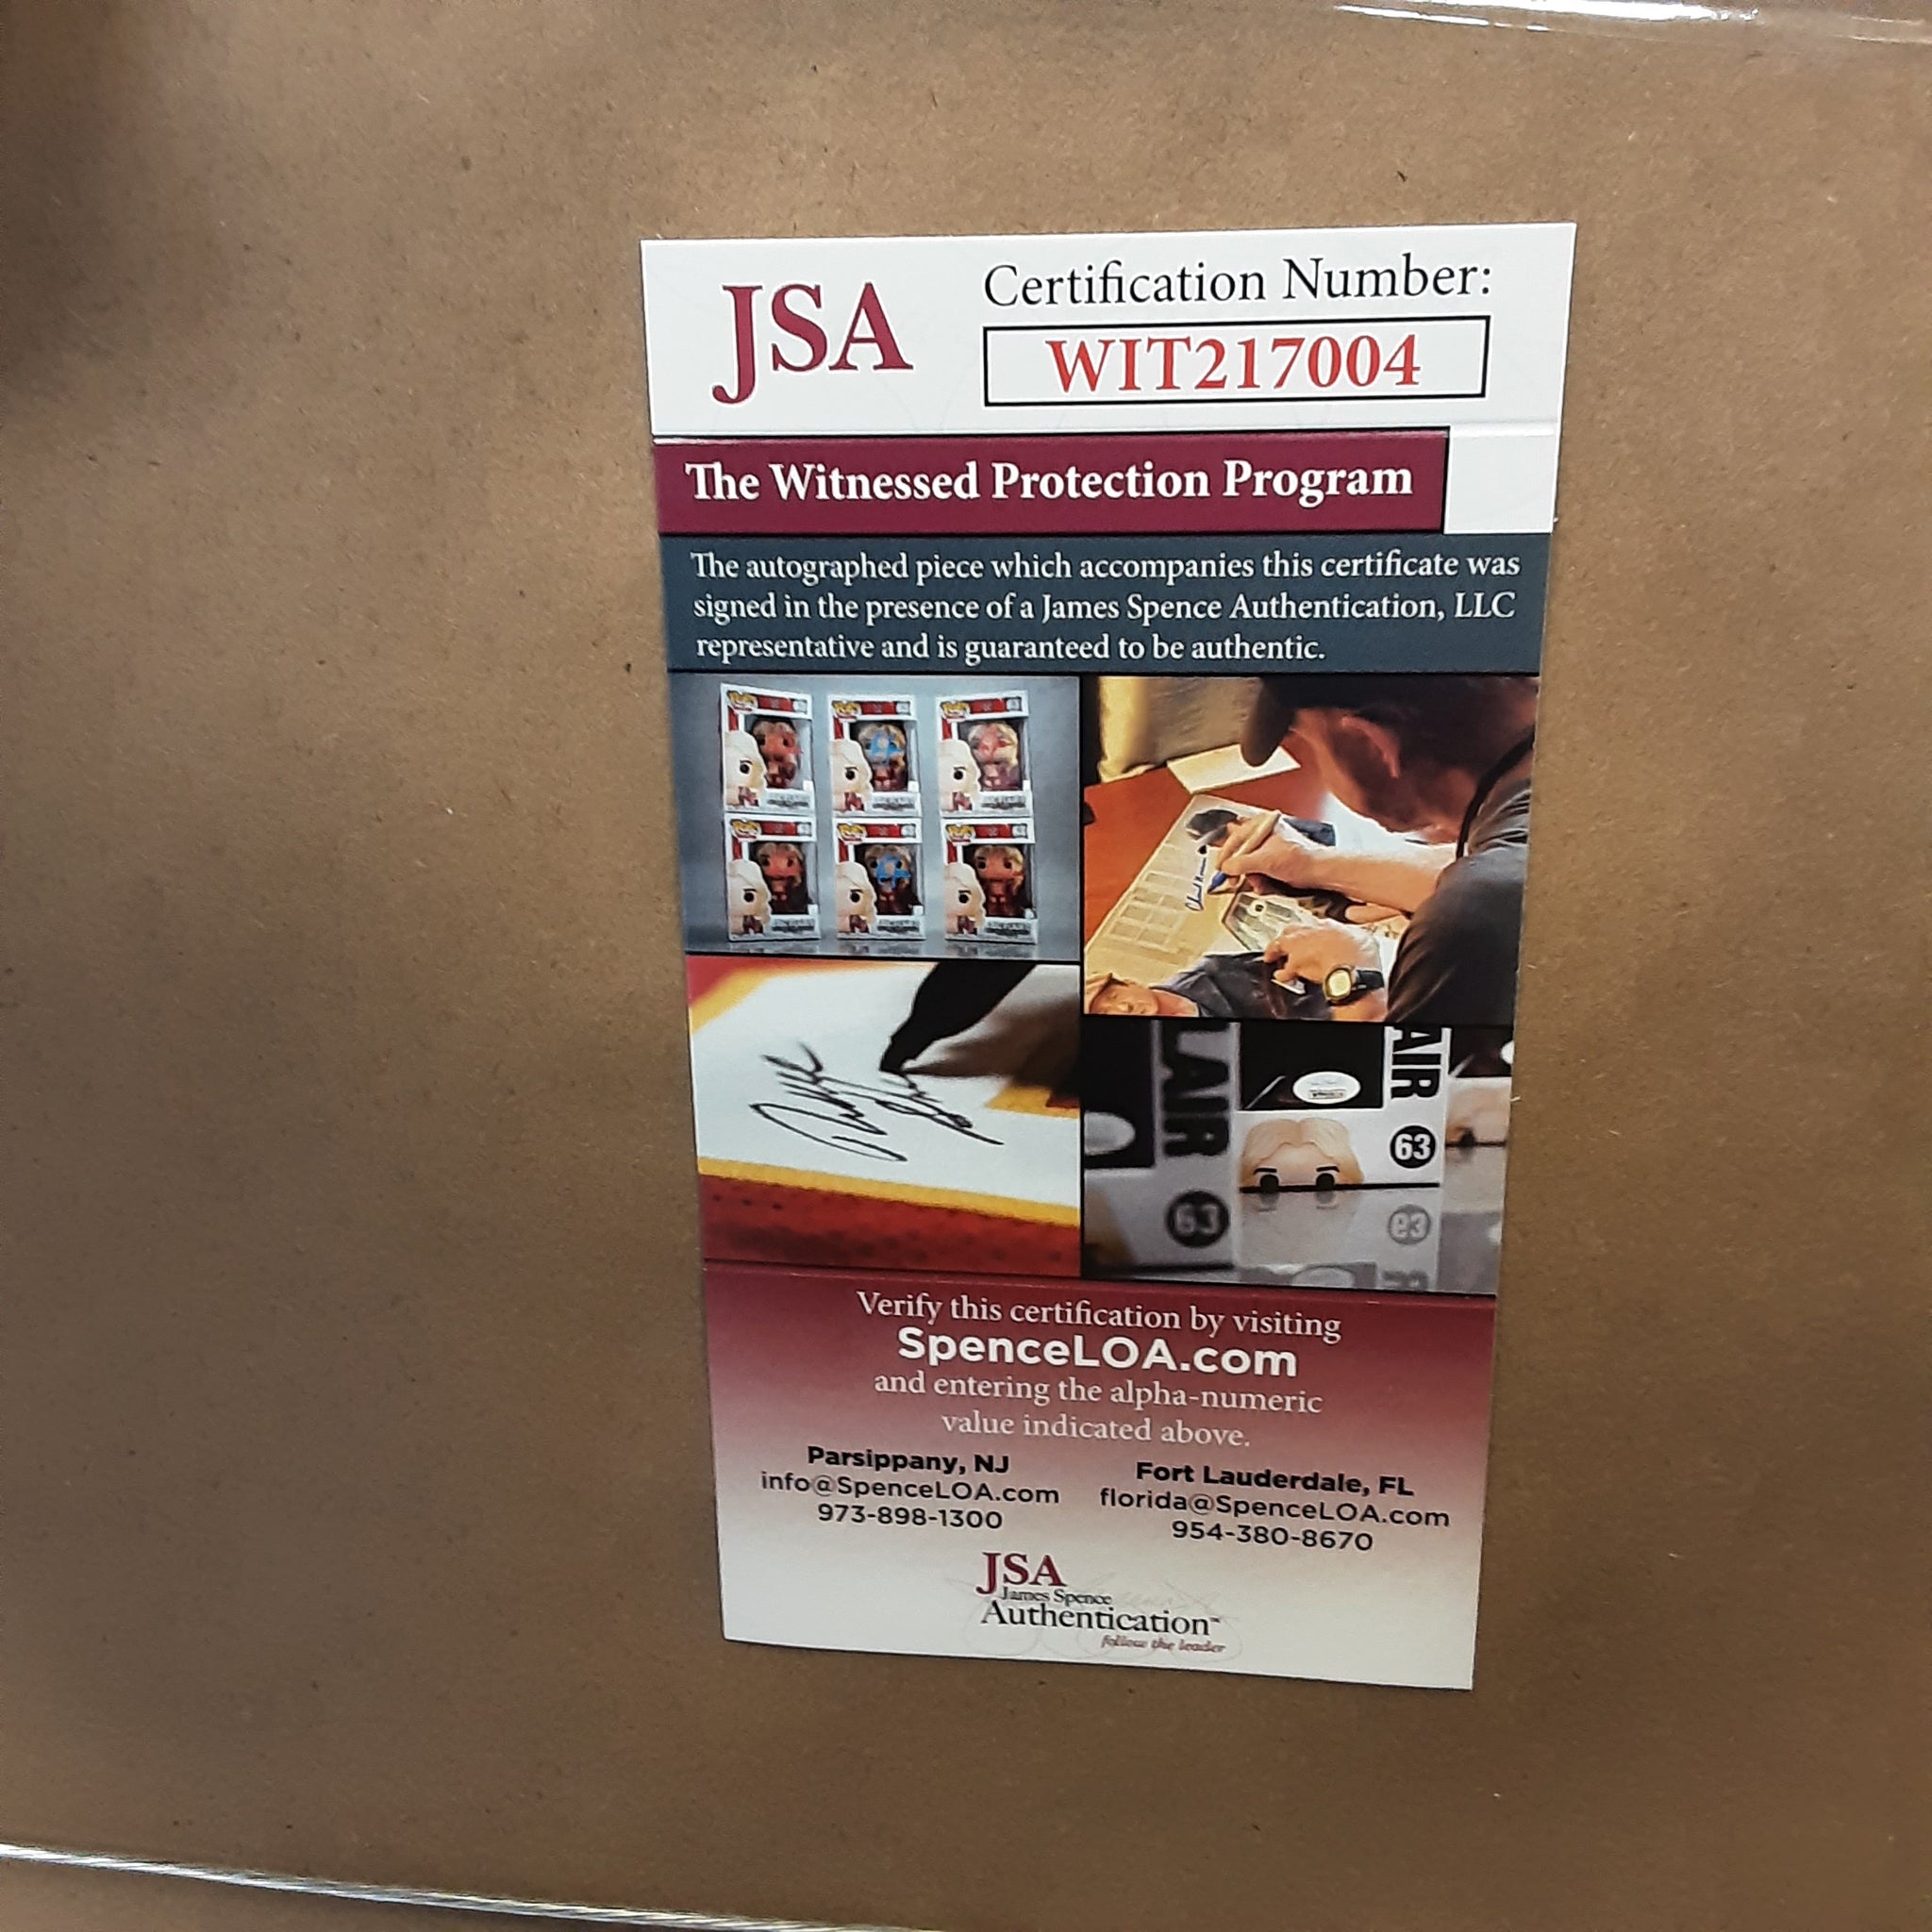 JSA
Certification Number:
WIT217004
The Witnessed Protection Program
The autographed piece which accompanies this certificate was
signed in the presence of a James Spence Authentication, LLC
representative and is guaranteed to be authentic.
LAIR
63
AIR
63
Verify this certification by visiting
SpenceLOA.com
and entering the alpha-numeric
value indicated above.
Parsippany, NJ
info@SpenceLOA.com
973-898-1300
Fort Lauderdale, FL
florida@SpenceLOA.com
954-380-8670
JSA
James Spence
Authentication™
follow the leader